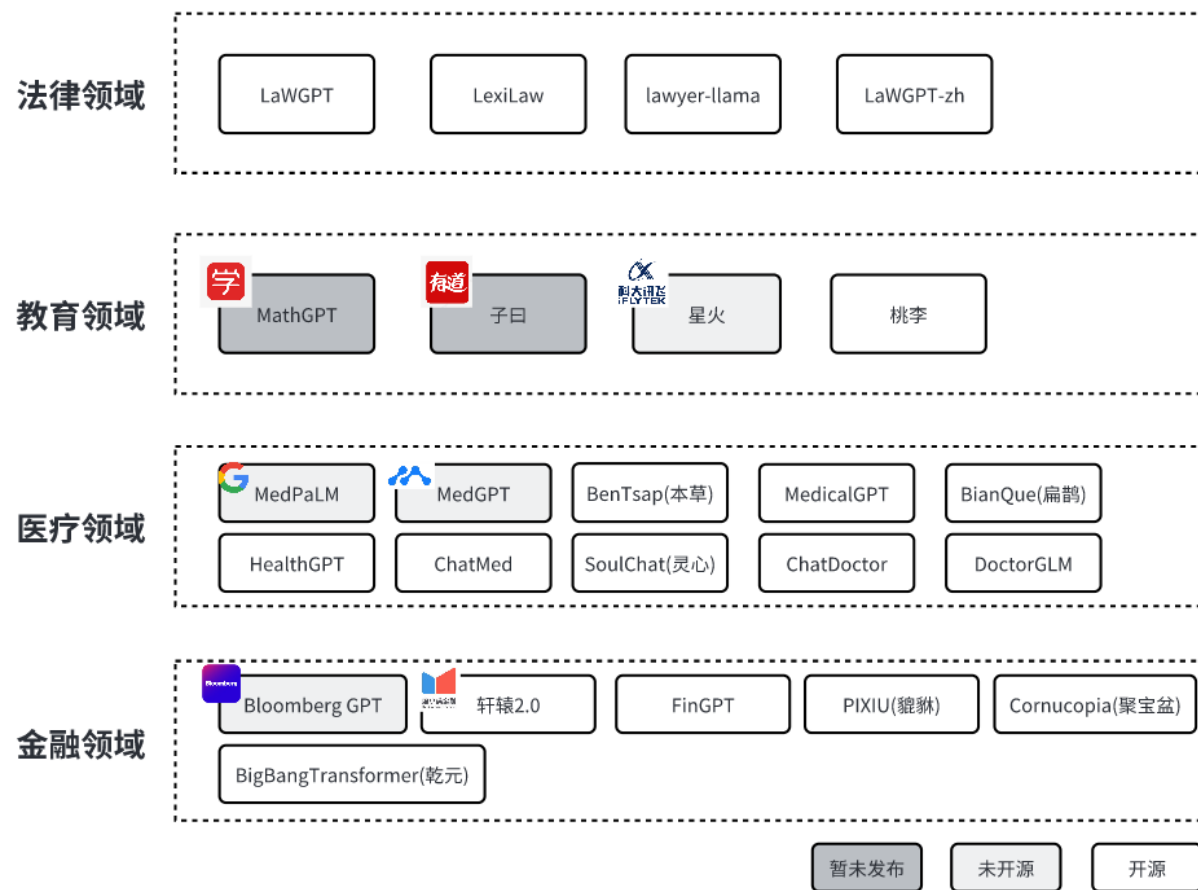 法律领域
LaWGPT
LexiLaw
lawyer-llama
LaWGPT-zh
教育领域
学
MathGPT
有道
子曰
科大讯飞
iFLYTEK
星火
桃李
医疗领域
MedPaLM
MedGPT
BenTsap(本草)
MedicalGPT
BianQue(扁鹊)
HealthGPT
ChatMed
SoulChat(灵心)
ChatDoctor
DoctorGLM
金融领域
Bloomberg
Bloomberg GPT
轩辕2.0
FinGPT
PIXIU(貔貅)
Cornucopia(聚宝盆)
BigBangTransformer(乾元)
暂未发布
未开源
开源